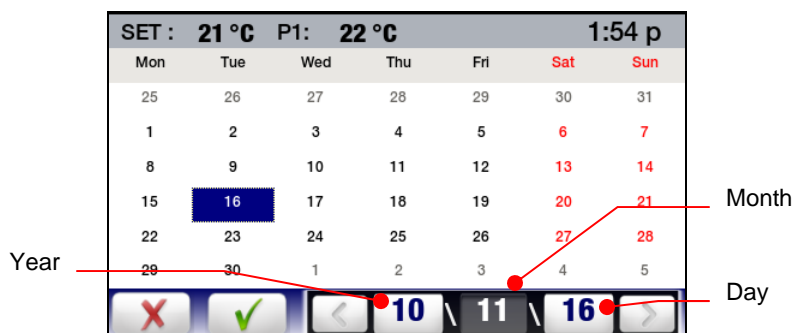 SET : 21 °C P1: 22 °C 1:54 p
Mon Tue Wed Thu Fri Sat Sun
25 26 27 28 29 30 31
1 2 3 4 5 6 7
8 9 10 11 12 13 14
15 16 17 18 19 20 21
Month
22 23 24 25 26 27 28
Year
29 30 1 2 3 4 5
Day
< 10 \ 11 \ 16 >